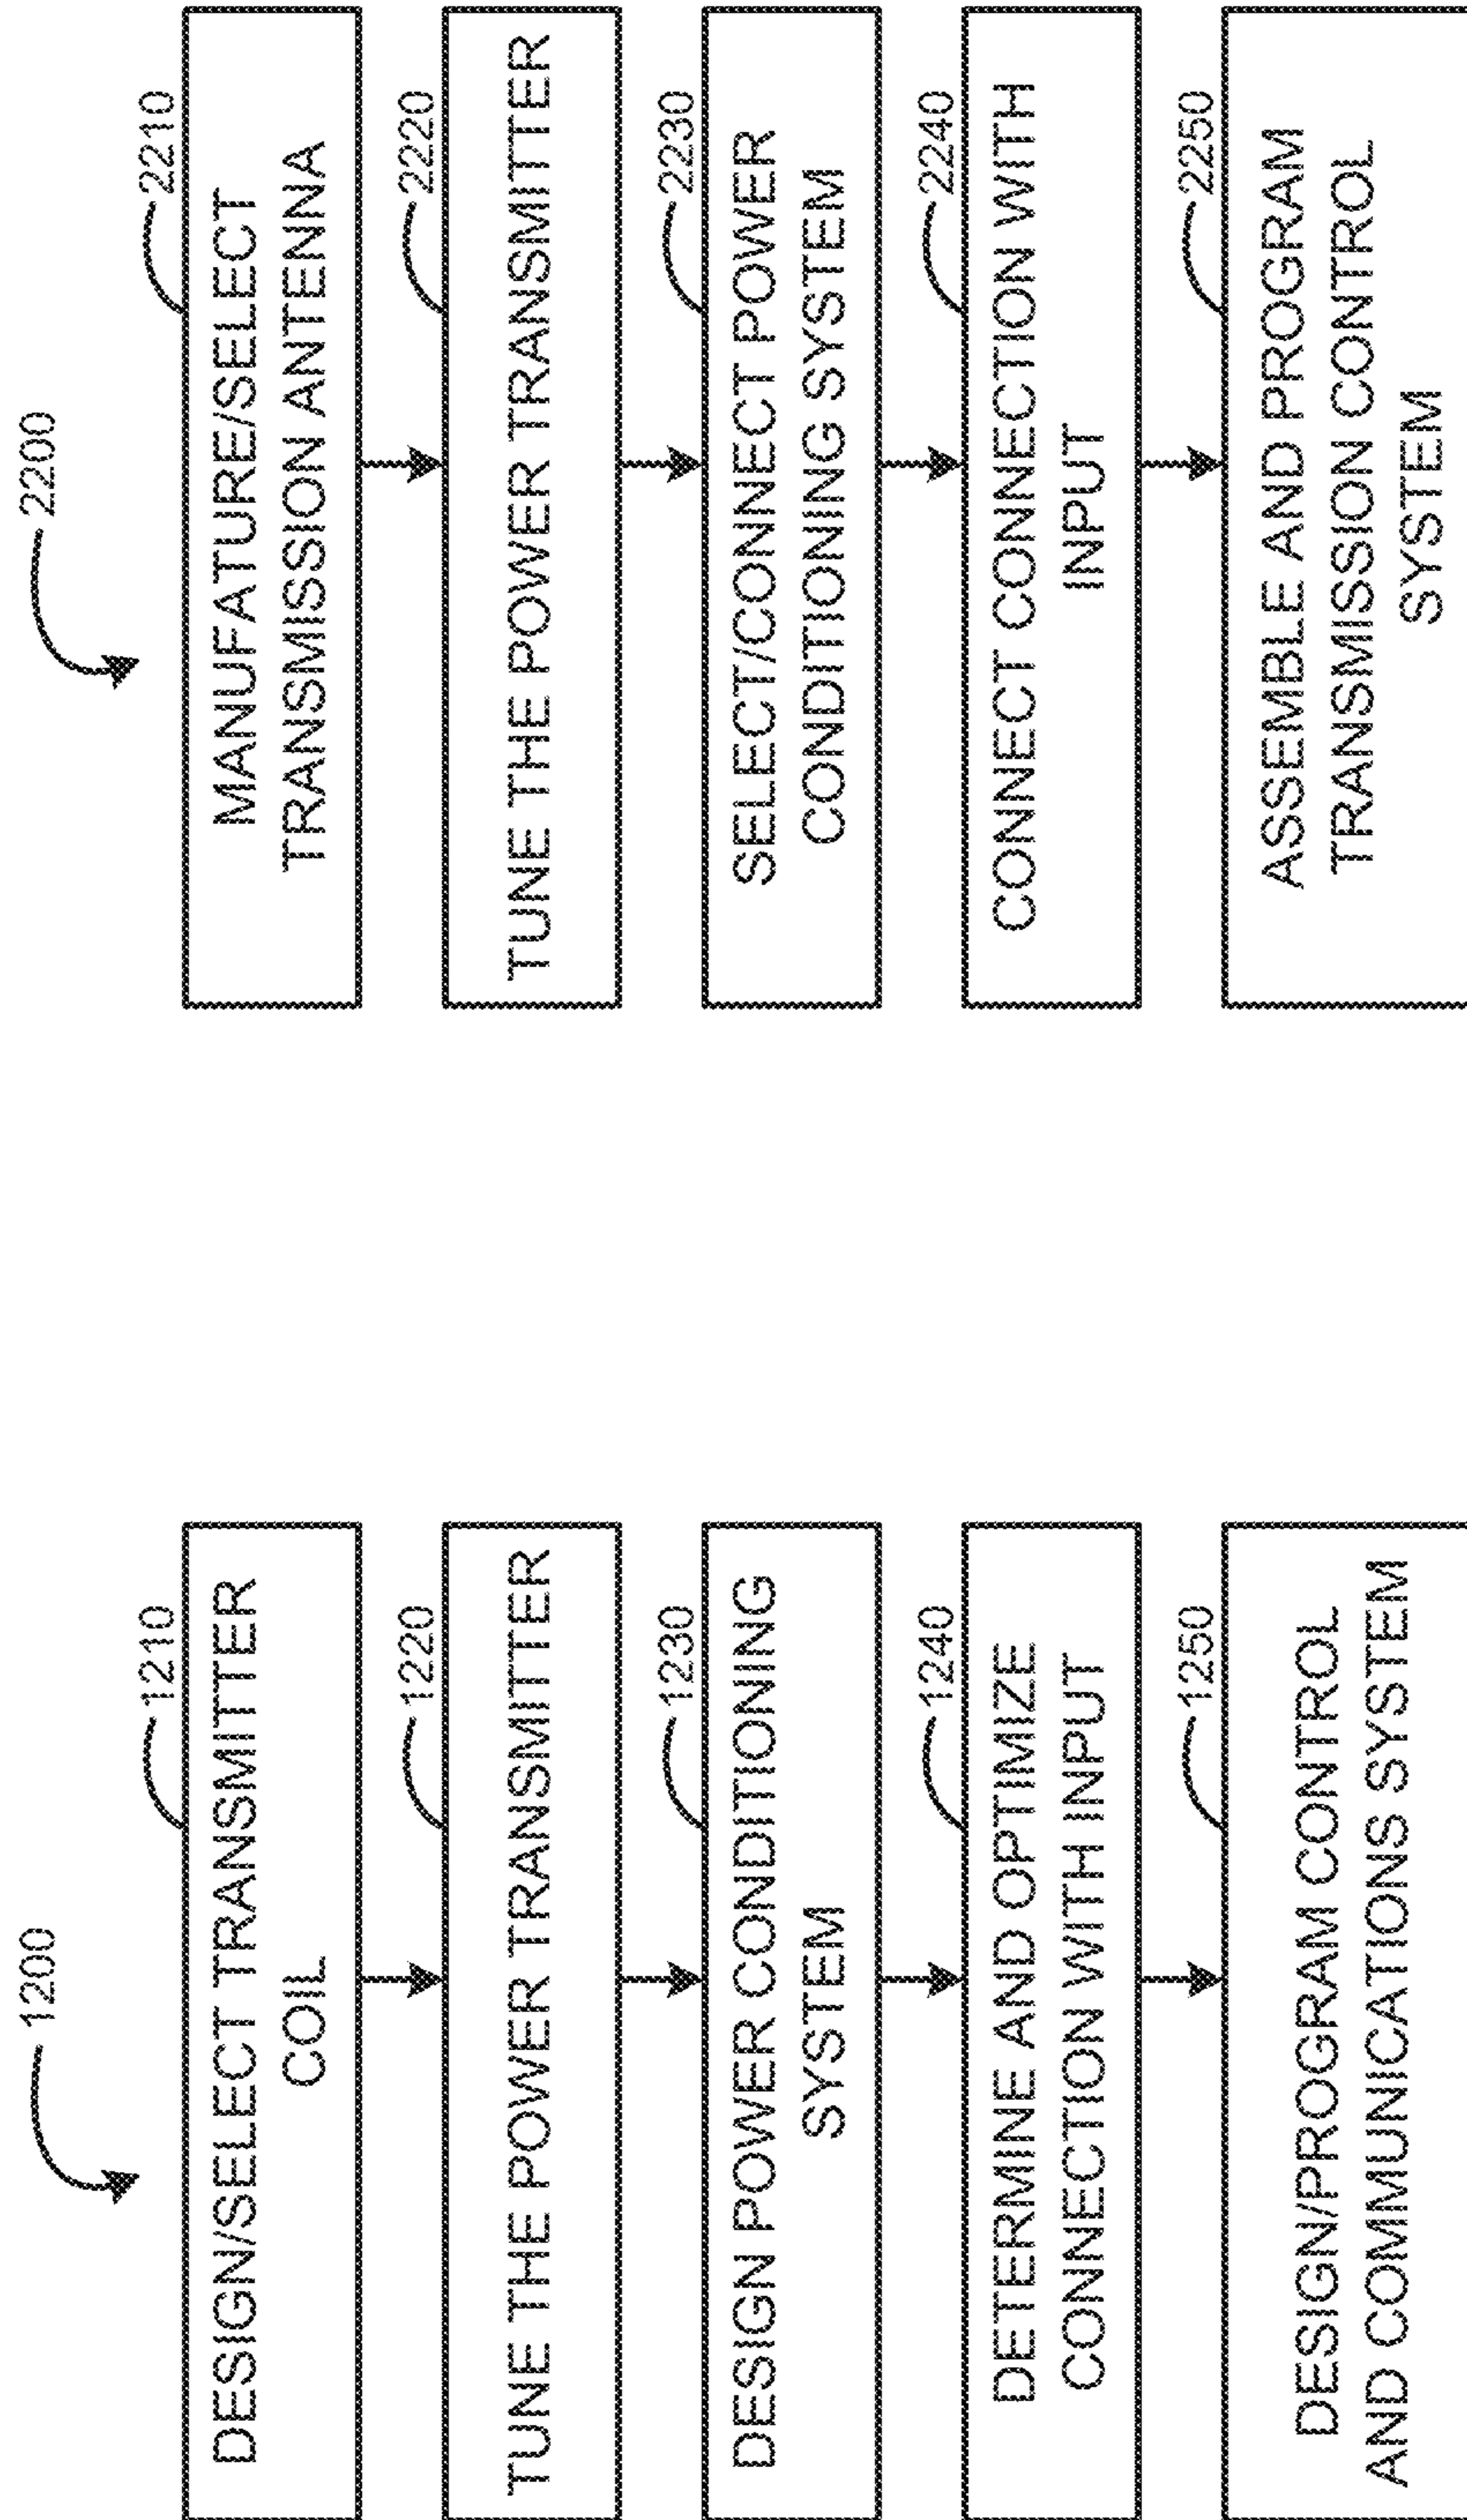 1200
1210
DESIGN/SELECT TRANSMITTER
COIL
1220
TUNE THE POWER TRANSMITTER
1230
DESIGN POWER CONDITIONING
SYSTEM
1240
DETERMINE AND OPTIMIZE
CONNECTION WITH INPUT
1250
DESIGN/PROGRAM CONTROL
AND COMMUNICATIONS SYSTEM
2200
2210
MANUFATURE/SELECT
TRANSMISSION ANTENNA
2220
TUNE THE POWER TRANSMITTER
2230
SELECT/CONNECT POWER
CONDITIONING SYSTEM
2240
CONNECT CONNECTION WITH
INPUT
2250
ASSEMBLE AND PROGRAM
TRANSMISSION CONTROL
SYSTEM